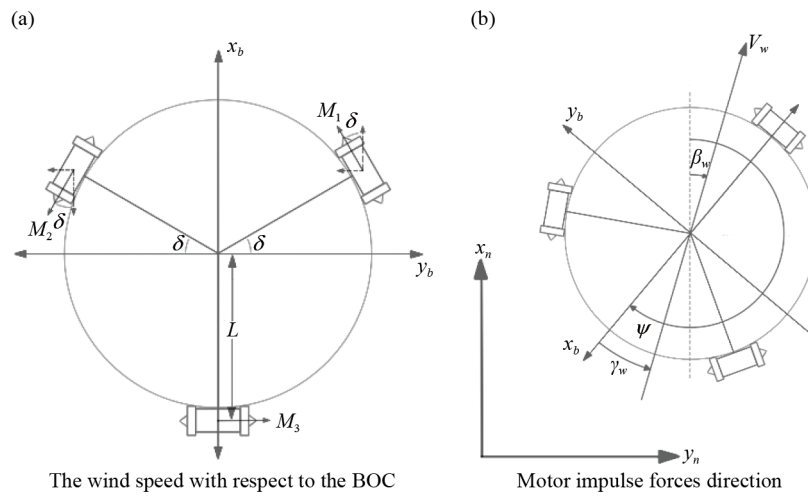 (a)
x_b
M_1
δ
δ
M_2
δ
δ
y_b
L
M_3
The wind speed with respect to the BOC
(b)
V_w
y_b
β_w
x_n
ψ
x_b
γ_w
y_n
Motor impulse forces direction